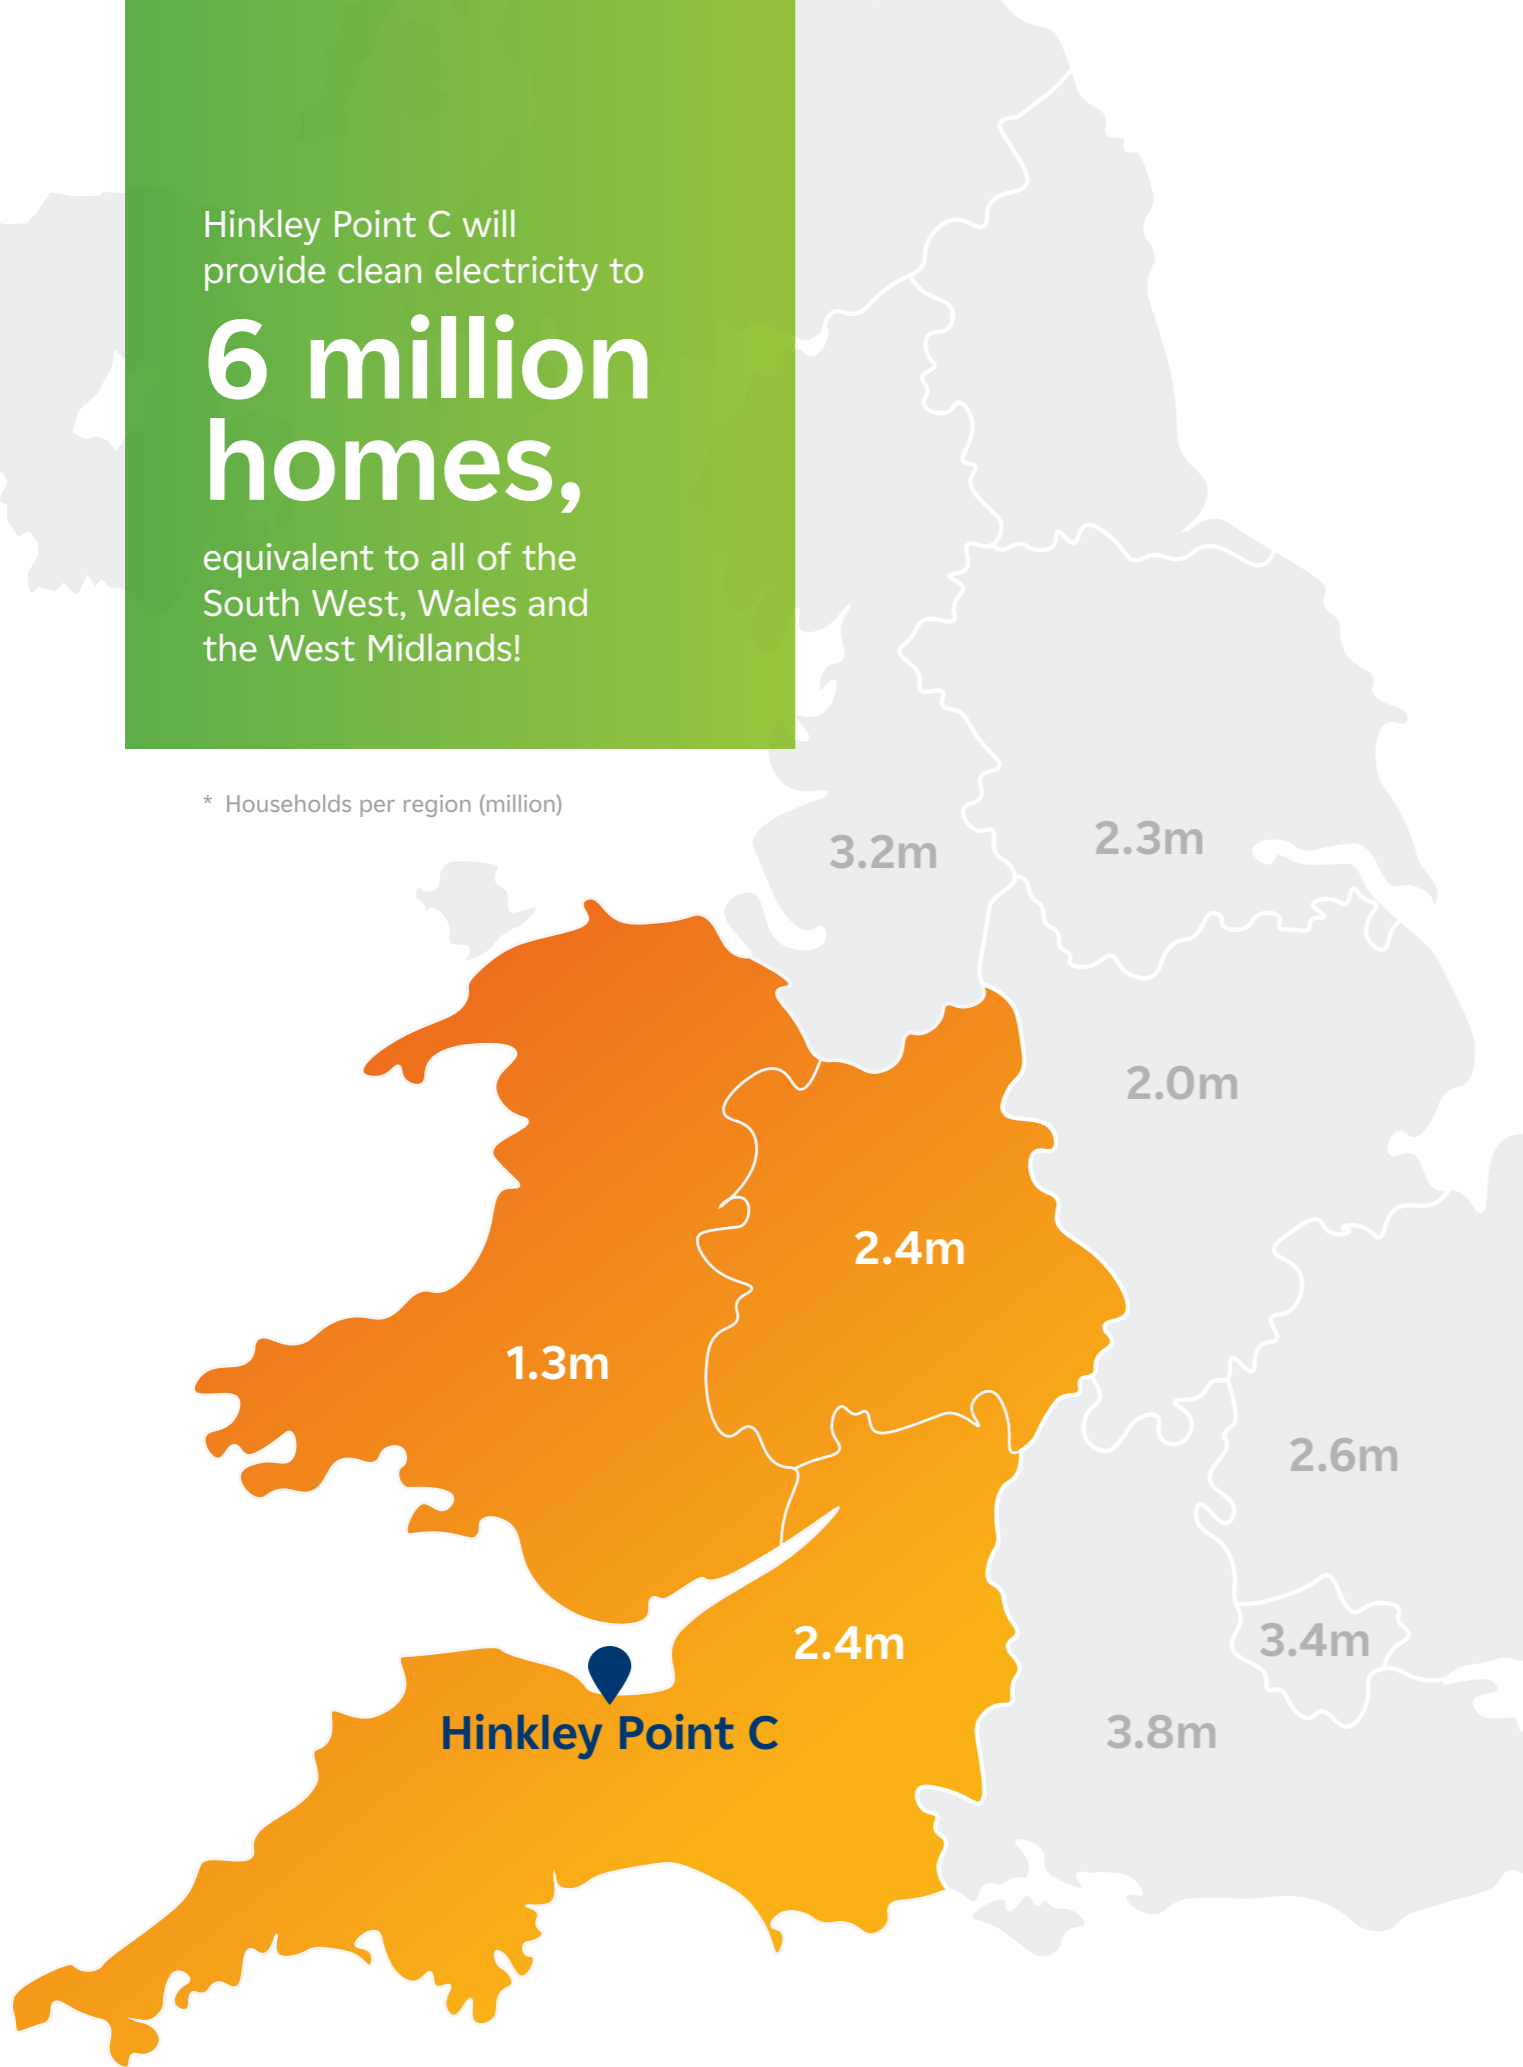 Hinkley Point C will
provide clean electricity to
6 million
homes,
equivalent to all of the
South West, Wales and
the West Midlands!
* Households per region (million)
3.2m
2.3m
2.0m
2.4m
1.3m
2.6m
2.4m
3.4m
Hinkley Point C
3.8m